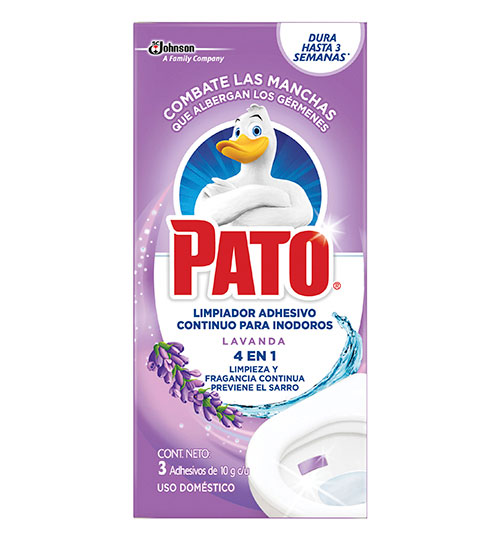 SC Johnson
A Family Company
DURA
HASTA 3
SEMANAS*
COMBATE LAS MANCHAS
QUE ALBERGAN LOS GÉRMENES
PATO®
LIMPIADOR ADHESIVO
CONTINUO PARA INODOROS
LAVANDA
4 EN 1
LIMPIEZA Y
FRAGANCIA CONTINUA
PREVIENE EL SARRO
CONT. NETO
3 Adhesivos de 10 g c/u
USO DOMÉSTICO